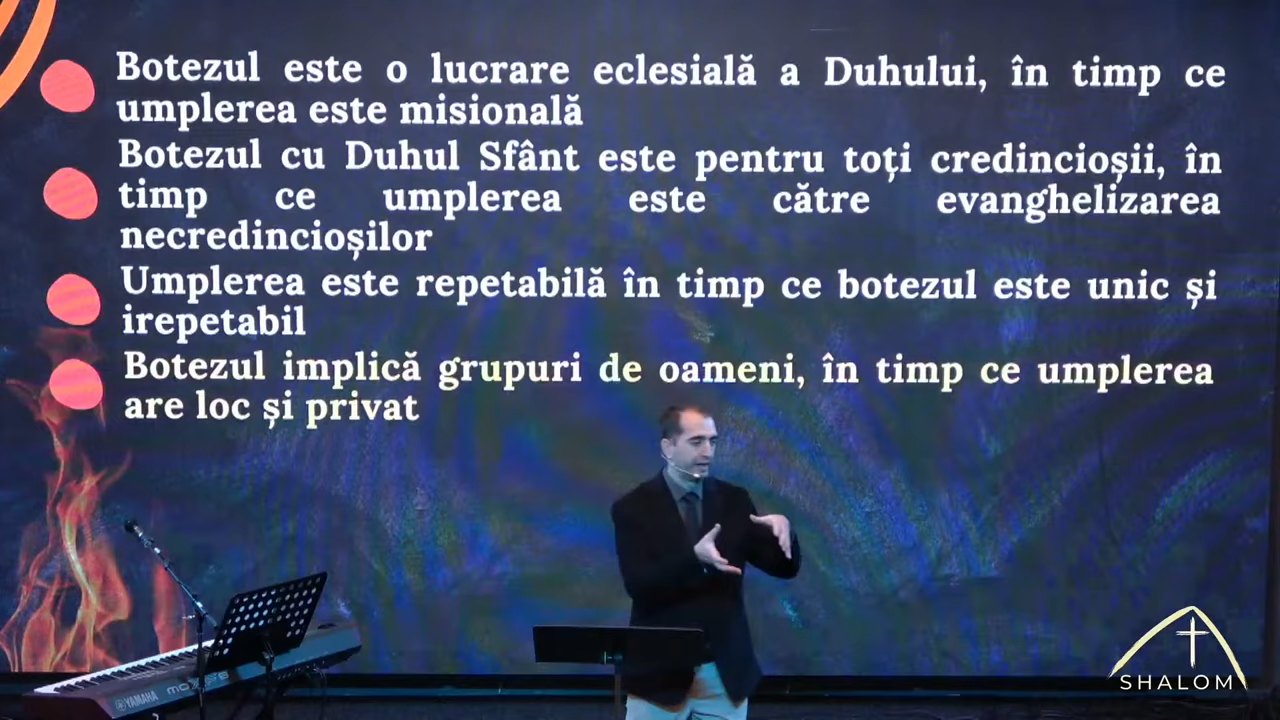 Botezul este o lucrare eclesială a Duhului, în timp ce
umplerea este misională
Botezul cu Duhul Sfânt este pentru toți credincioșii, în
timp ce umplerea este către evanghelizarea
necredincioșilor
Umplerea este repetabilă în timp ce botezul este unic și
irepetabil
Botezul implică grupuri de oameni, în timp ce umplerea
are loc și privat
YAMAHA
SHALOM